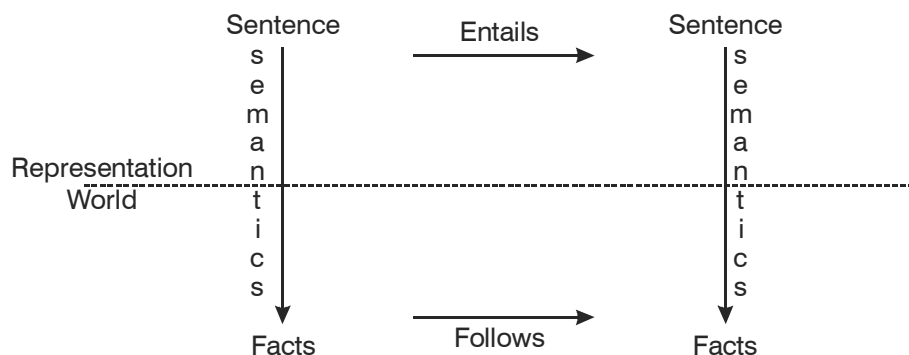 Sentence
Entails
Sentence
semantics
semantics
Representation
World
Follows
Facts
Facts